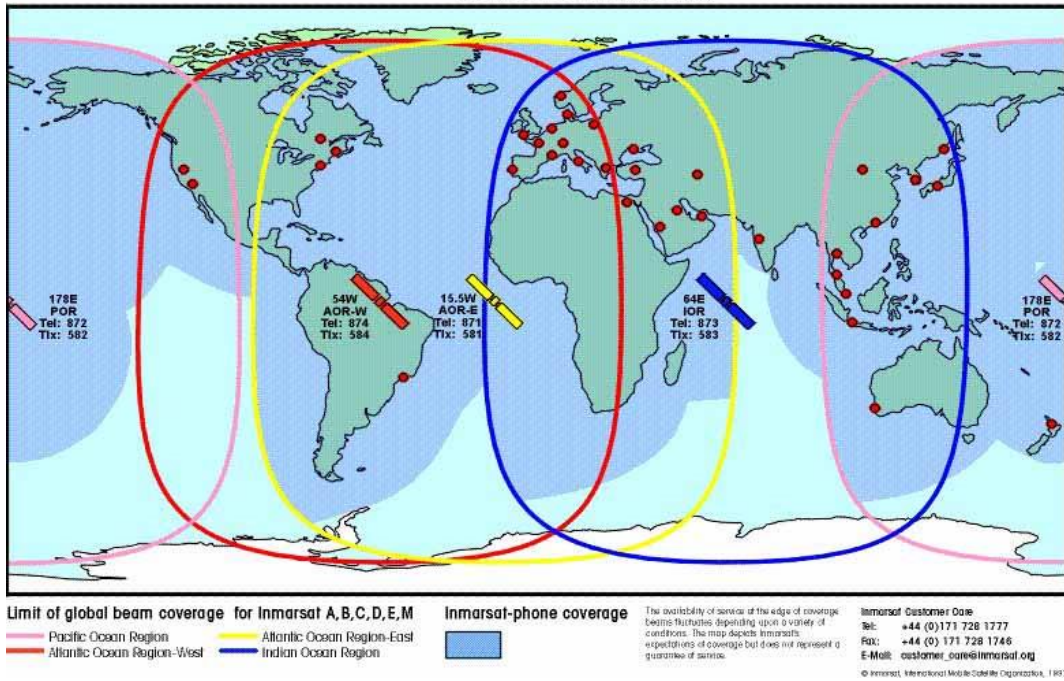 178E
POR
Tel: 872
Tlx: 582
54W
AOR-W
Tel: 874
Tlx: 584
15.5W
AOR-E
Tel: 871
Tlx: 581
64E
IOR
Tel: 873
Tlx: 583
178E
POR
Tel: 872
Tlx: 582
Limit of global beam coverage for Inmarsat A,B,C,D,E,M
Pacific Ocean Region
Atlantic Ocean Region-West
Atlantic Ocean Region-East
Indian Ocean Region
Inmarsat-phone coverage
The availability of service at the edge of coverage
beams fluctuates depending upon a variety of
conditions. The map depicts Inmarsat's
expectations of coverage but does not represent a
guarantee of service.
Inmarsat Customer Care
Tel: +44 (0)171 728 1777
Fax: +44 (0) 171 728 1746
E-Mail: customer_care@inmarsat.org
© Inmarsat, International Mobile Satellite Organization,